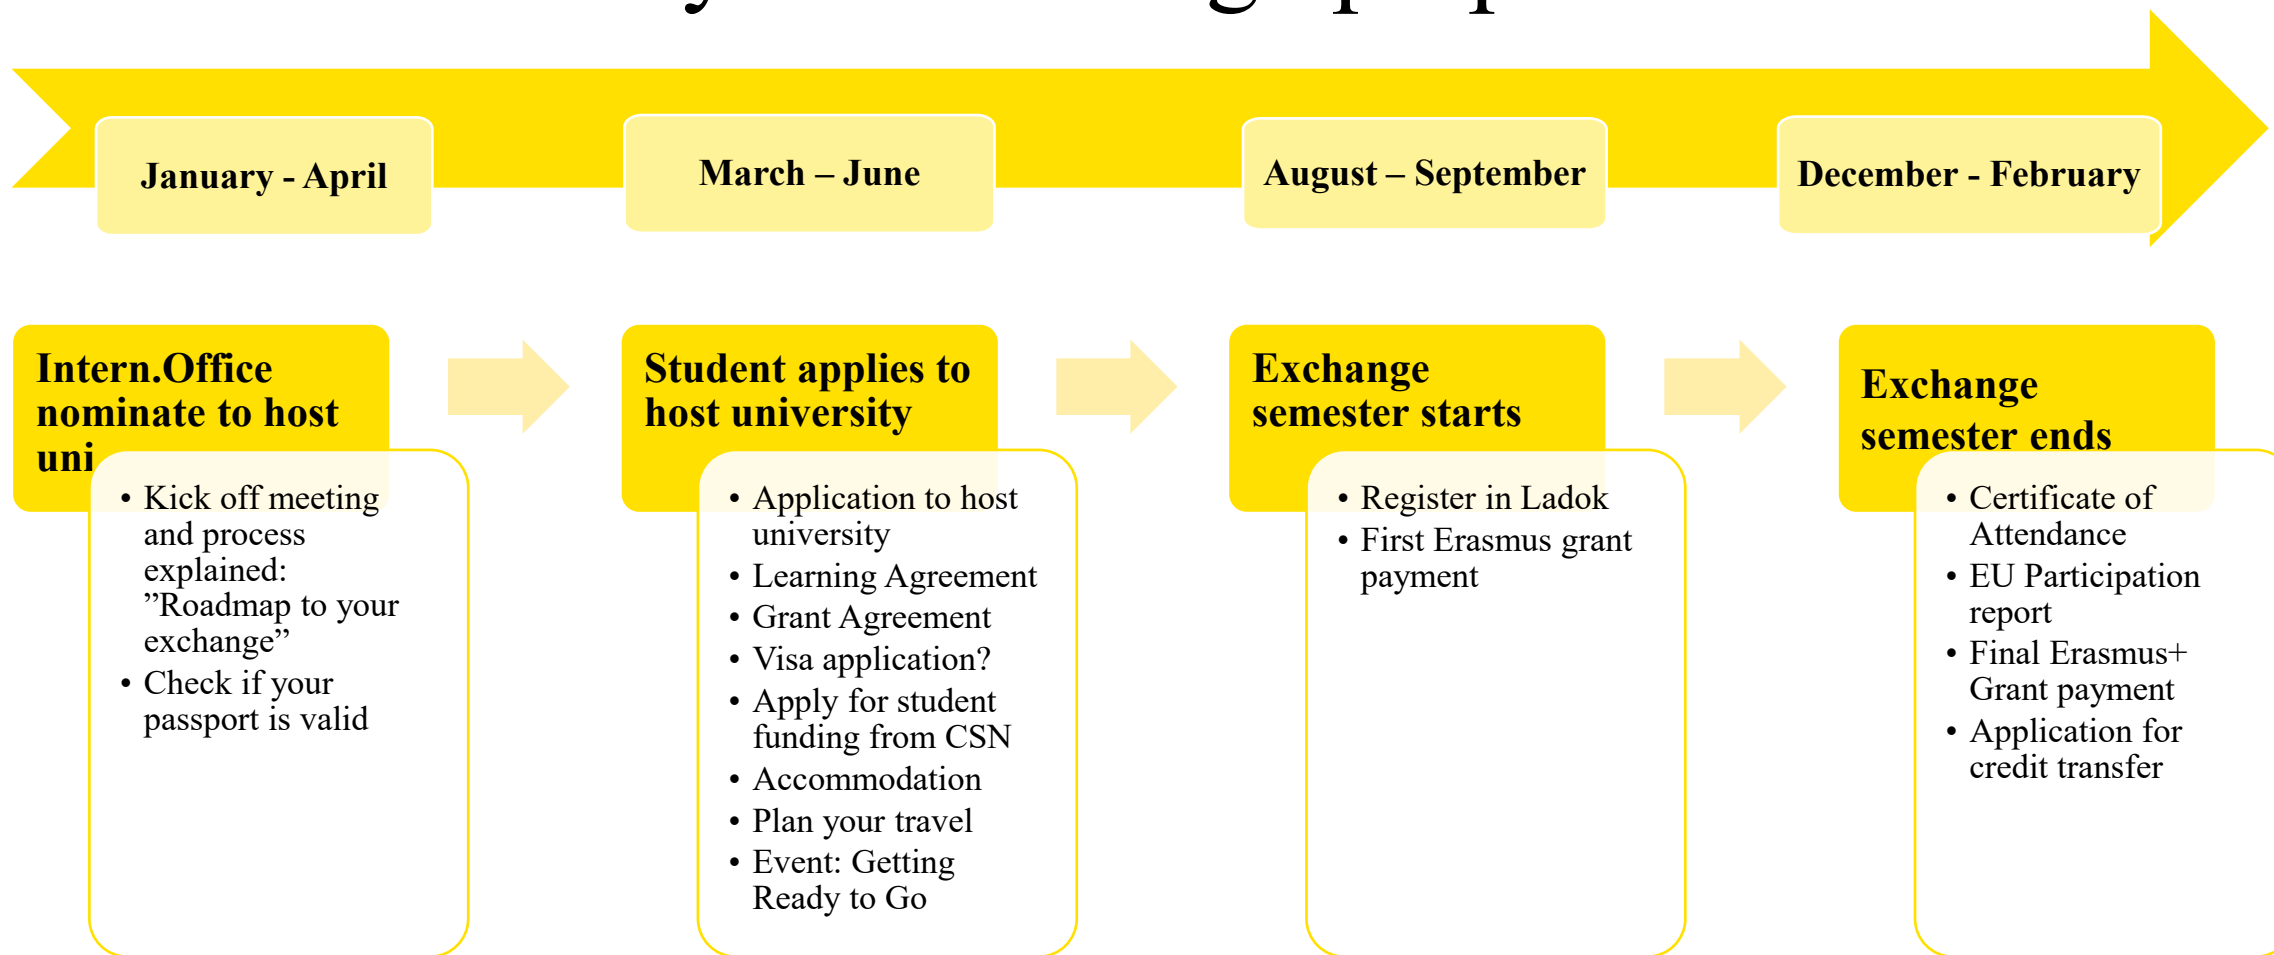 January - April
March – June
August – September
December - February
Intern.Office
nominate to host
uni
• Kick off meeting
and process
explained:
”Roadmap to your
exchange”
• Check if your
passport is valid
Student applies to
host university
• Application to host
university
• Learning Agreement
• Grant Agreement
• Visa application?
• Apply for student
funding from CSN
• Accommodation
• Plan your travel
• Event: Getting
Ready to Go
Exchange
semester starts
• Register in Ladok
• First Erasmus grant
payment
Exchange
semester ends
• Certificate of
Attendance
• EU Participation
report
• Final Erasmus+
Grant payment
• Application for
credit transfer